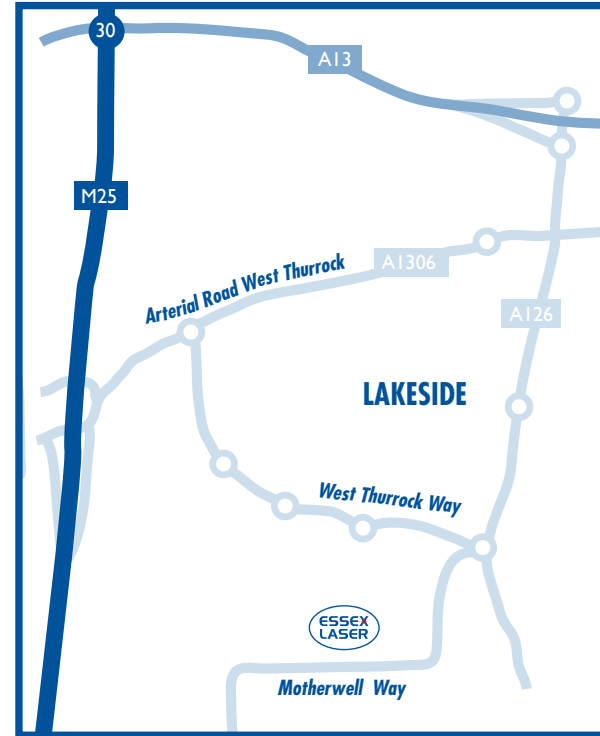 30
A13
M25
Arterial Road West Thurrock
A1306
A126
LAKESIDE
West Thurrock Way
ESSEX
LASER
Motherwell Way